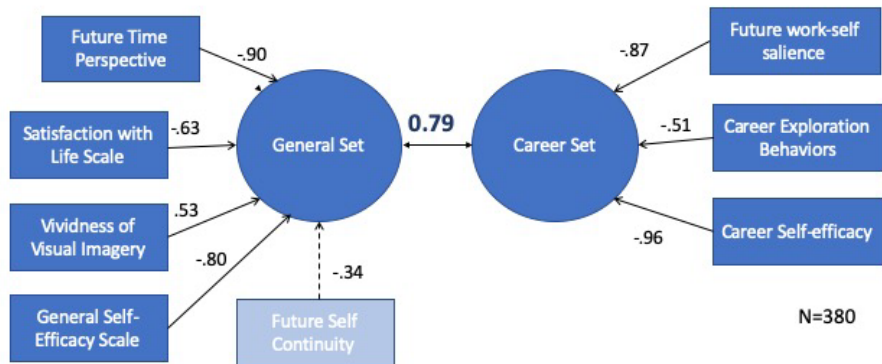 Future Time
Perspective
-.90
Satisfaction with
Life Scale
-.63
Vividness of
Visual Imagery
.53
General Self-
Efficacy Scale
-.80
Future Self
Continuity
-.34
General Set
0.79
Career Set
-.87
Future work-self
salience
-.51
Career Exploration
Behaviors
-.96
Career Self-efficacy
N=380